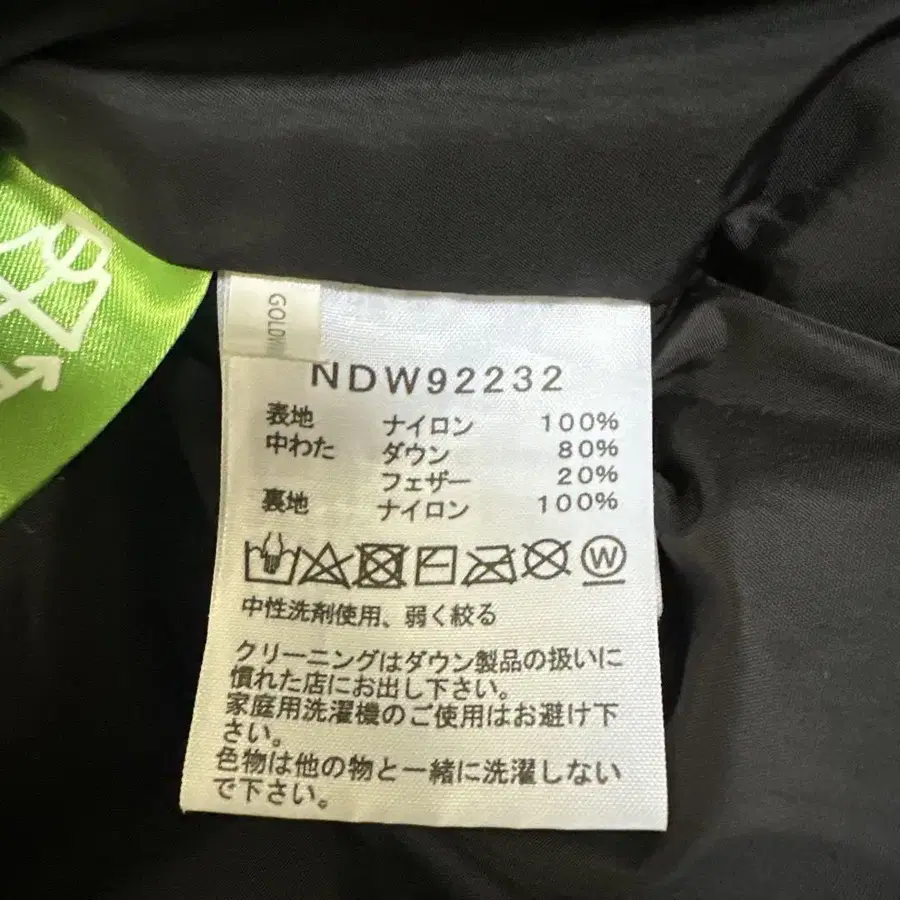 NDW92232
表地 ナイロン 100%
中わた ダウン 80%
フェザー 20%
裏地 ナイロン 100%
W
中性洗剤使用、弱く絞る
クリーニングはダウン製品の扱いに
慣れた店にお出し下さい。
家庭用洗濯機のご使用はお避け下
さい。
色物は他の物と一緒に洗濯しない
で下さい。